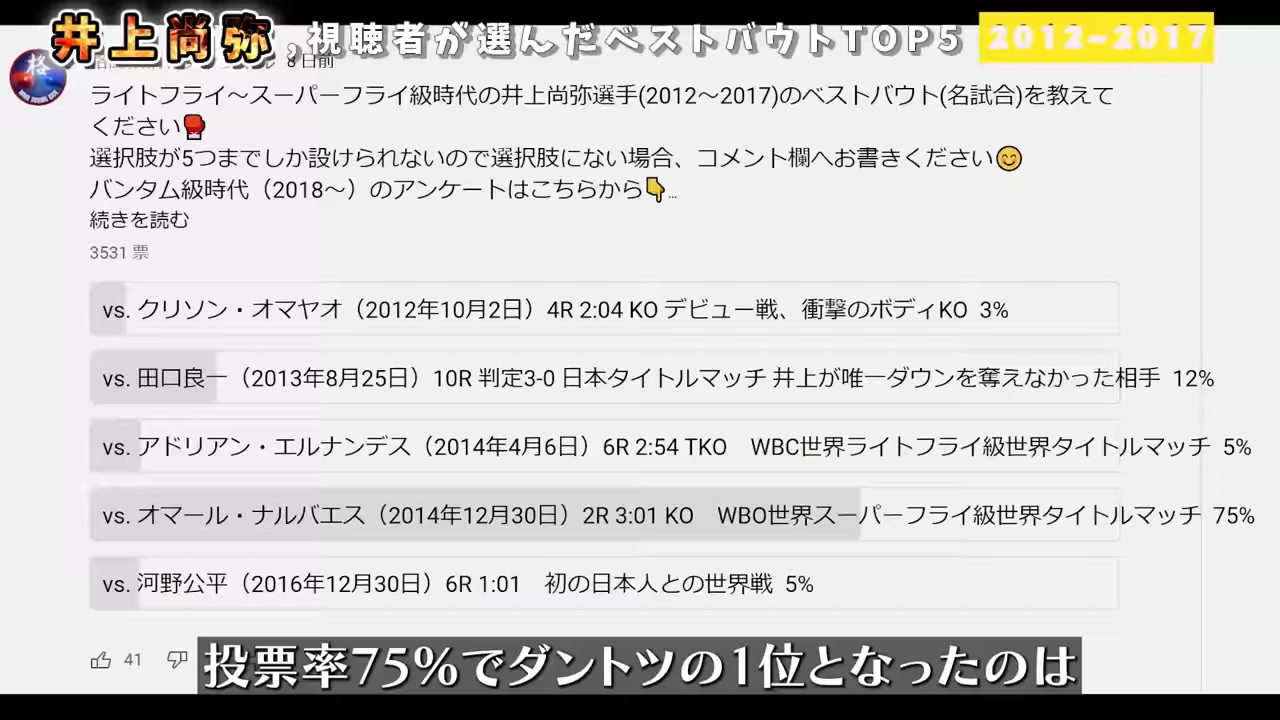 井上尚弥,視聴者が選んだベストバウトTOP5 2012~2017
8日前
ライトフライ～スーパーフライ級時代の井上尚弥選手(2012～2017)のベストバウト(名試合)を教えて
ください🥊
選択肢が5つまでしか設けられないので選択肢にない場合、コメント欄へお書きください😊
バンタム級時代（2018～）のアンケートはこちらから👇...
続きを読む
3531 票
vs. クリソン・オマヤオ（2012年10月2日）4R 2:04 KO デビュー戦、衝撃のボディKO 3%
vs. 田口良一（2013年8月25日）10R 判定3-0 日本タイトルマッチ 井上が唯一ダウンを奪えなかった相手 12%
vs. アドリアン・エルナンデス（2014年4月6日）6R 2:54 TKO　WBC世界ライトフライ級世界タイトルマッチ 5%
vs. オマール・ナルバエス（2014年12月30日）2R 3:01 KO　WBO世界スーパーフライ級世界タイトルマッチ 75%
vs. 河野公平（2016年12月30日）6R 1:01　初の日本人との世界戦 5%
41
投票率75%でダントツの1位となったのは